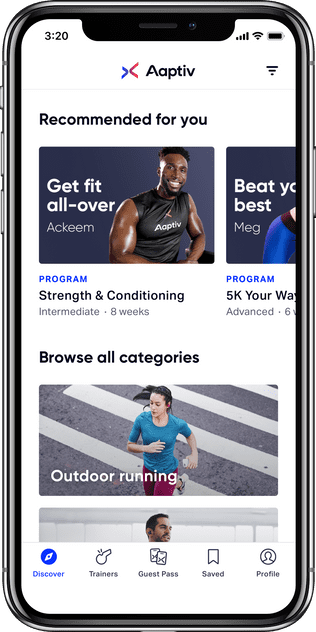 3:20
Aaptiv
Recommended for you
Get fit
all-over
Ackeem
Aaptiv
PROGRAM
Strength & Conditioning
Intermediate · 8 weeks
Beat yo
best
Meg
PROGRAM
5K Your Way
Advanced · 6 w
Browse all categories
Outdoor running
Discover
Trainers
Guest Pass
Saved
Profile